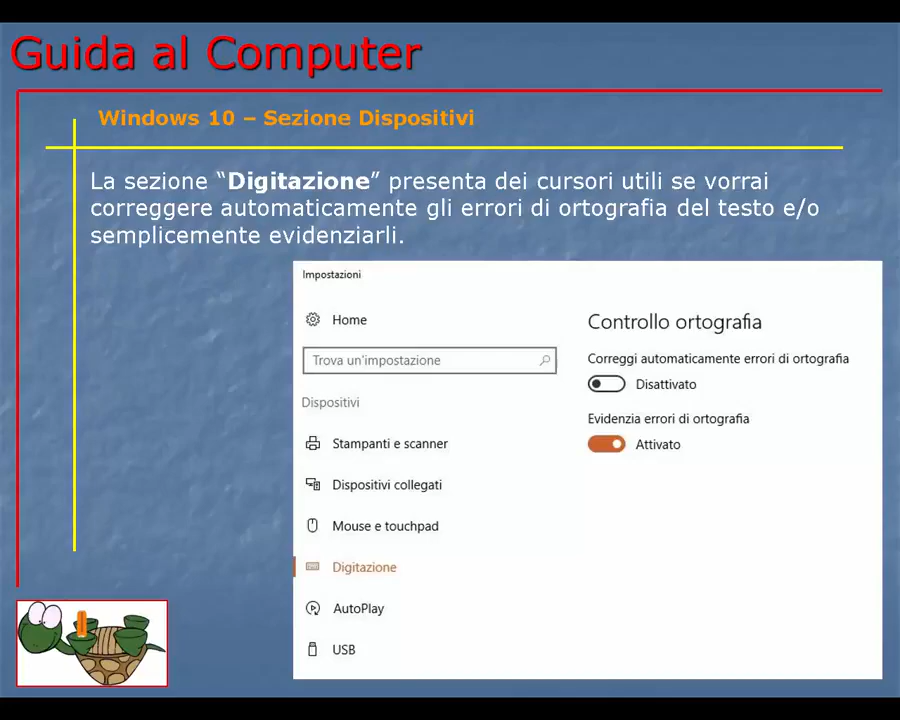 Guida al Computer
Windows 10 – Sezione Dispositivi
La sezione “Digitazione” presenta dei cursori utili se vorrai
correggere automaticamente gli errori di ortografia del testo e/o
semplicemente evidenziarli.
Impostazioni
Home
Trova un'impostazione
Dispositivi
Stampanti e scanner
Dispositivi collegati
Mouse e touchpad
Digitazione
AutoPlay
USB
Controllo ortografia
Correggi automaticamente errori di ortografia
Disattivato
Evidenzia errori di ortografia
Attivato